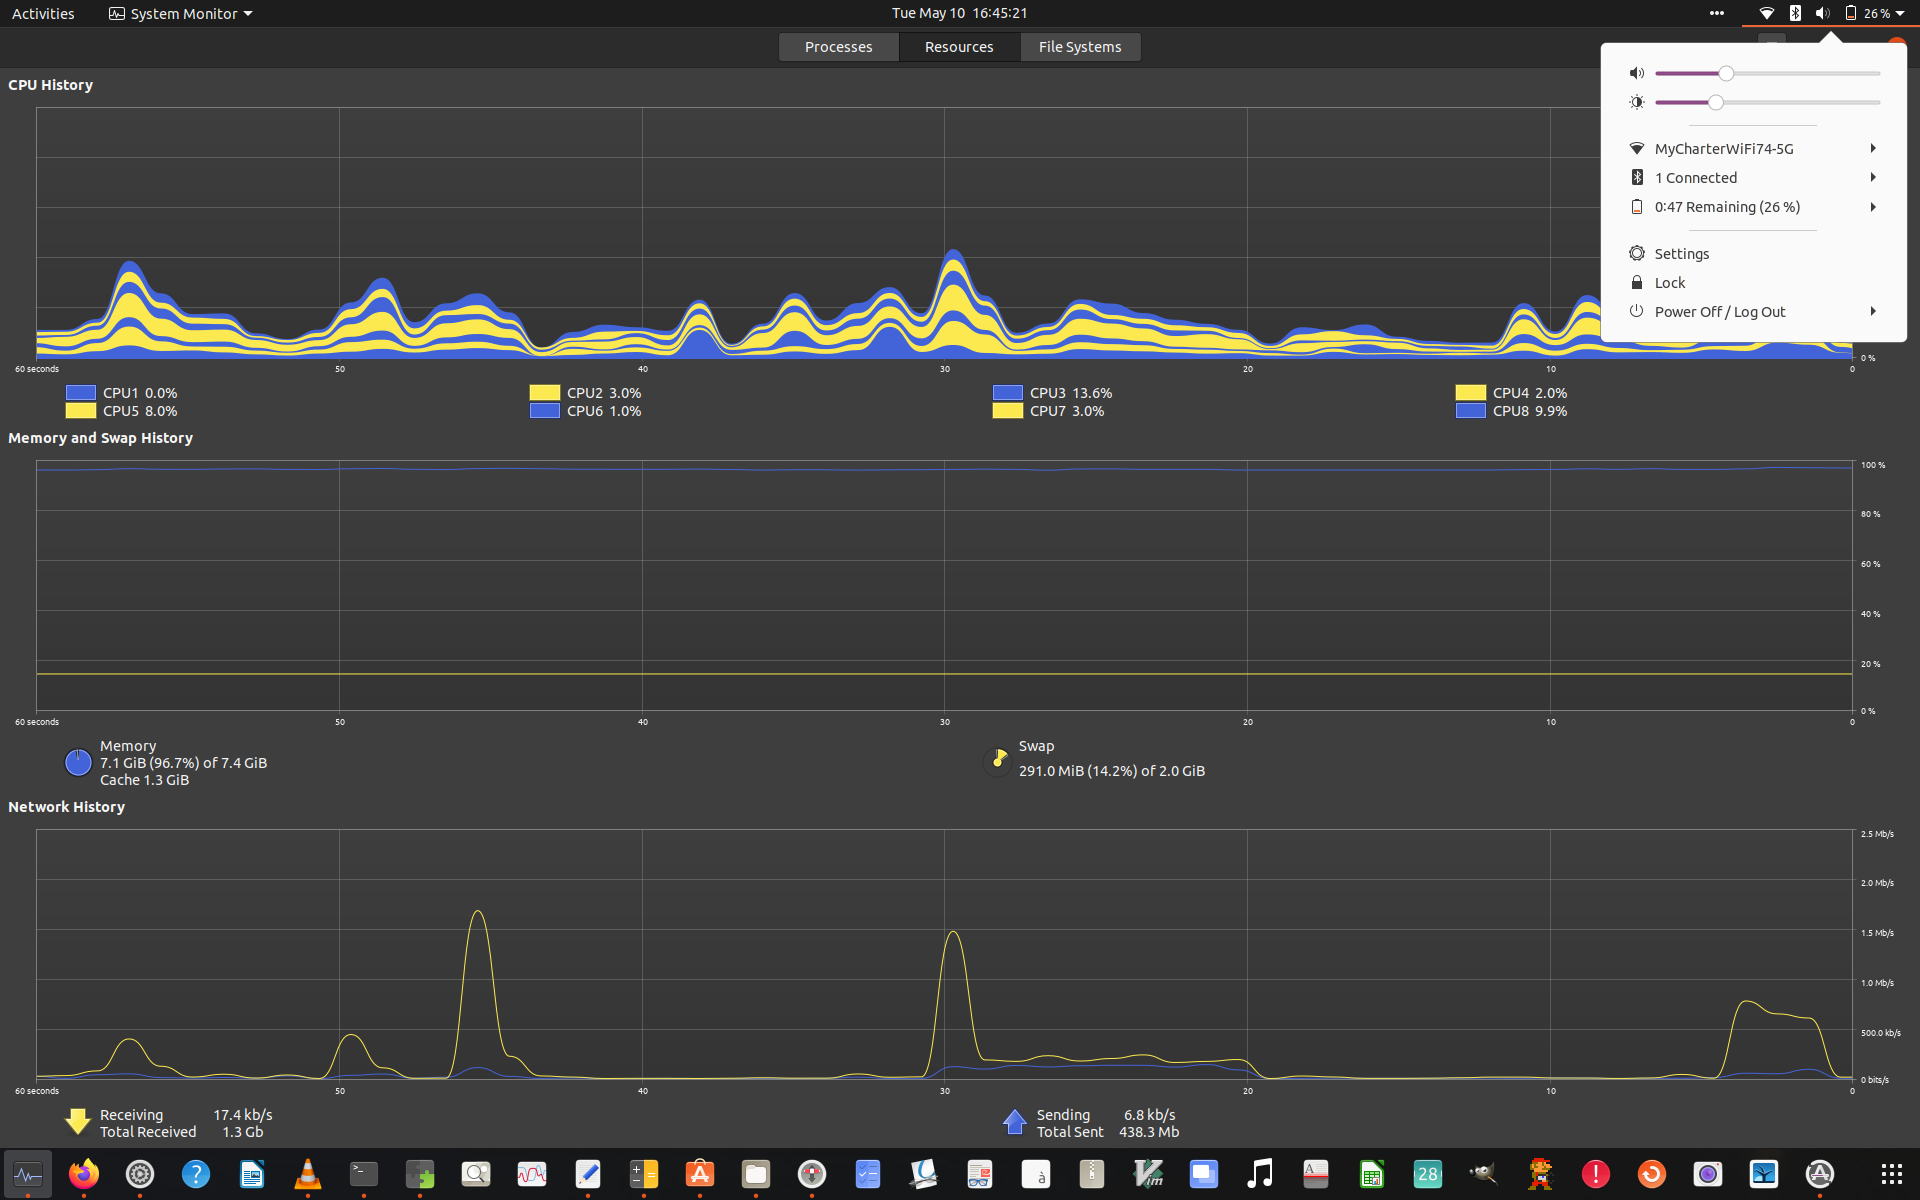 Activities
System Monitor
Tue May 10 16:45:21
26 %
Processes
Resources
File Systems
CPU History
MyCharterWiFi74-5G
1 Connected
0:47 Remaining (26 %)
Settings
Lock
Power Off / Log Out
0 %
60 seconds 50 40 30 20 10 0
CPU1 0.0% CPU2 3.0% CPU3 13.6% CPU4 2.0%
CPU5 8.0% CPU6 1.0% CPU7 3.0% CPU8 9.9%
Memory and Swap History
100 %
80 %
60 %
40 %
20 %
0 %
60 seconds 50 40 30 20 10 0
Memory
7.1 GiB (96.7%) of 7.4 GiB
Cache 1.3 GiB
Swap
291.0 MiB (14.2%) of 2.0 GiB
Network History
2.5 Mb/s
2.0 Mb/s
1.5 Mb/s
1.0 Mb/s
500.0 kb/s
0 bits/s
60 seconds 50 40 30 20 10 0
Receiving 17.4 kb/s
Total Received 1.3 Gb
Sending 6.8 kb/s
Total Sent 438.3 Mb
?
>_
à
Vim
A
28
!